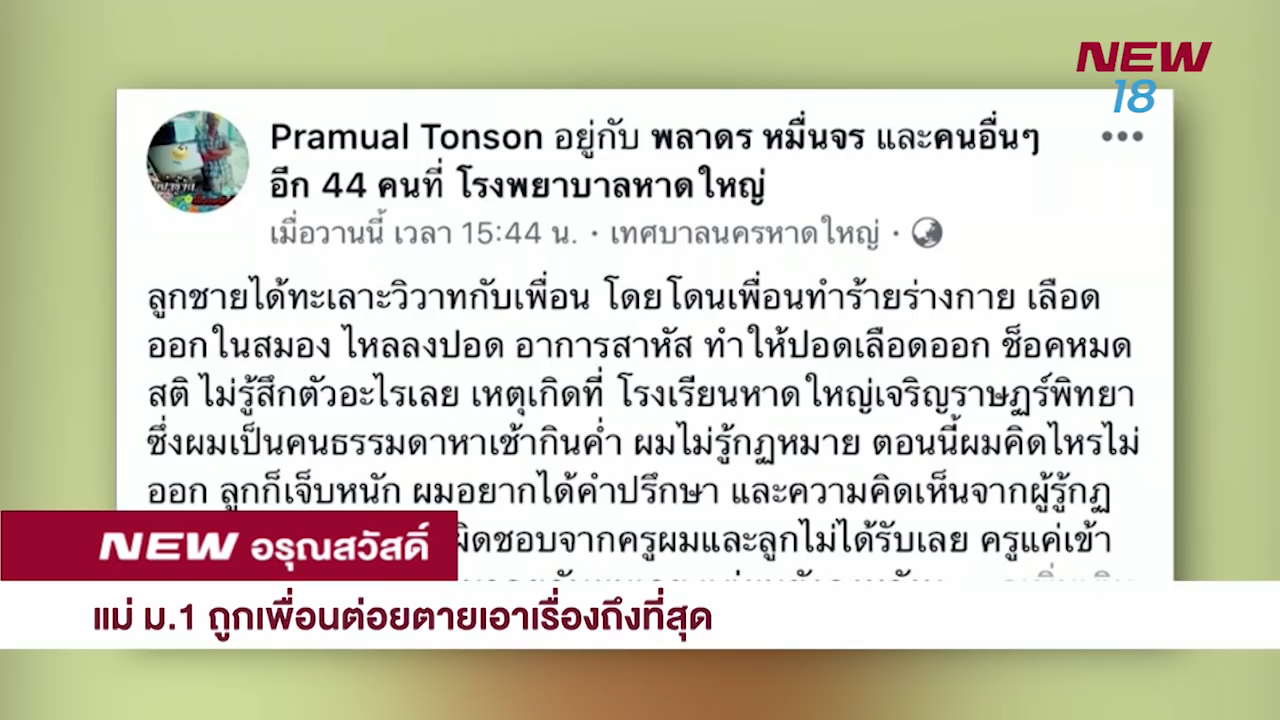 NEW
18
Pramual Tonson อยู่กับ พลาดร หมื่นจร และคนอื่นๆ
อีก 44 คนที่ โรงพยาบาลหาดใหญ่
เมื่อวานนี้ เวลา 15:44 น. · เทศบาลนครหาดใหญ่ ·
ลูกชายได้ทะเลาะวิวาทกับเพื่อน โดยโดนเพื่อนทำร้ายร่างกาย เลือด
ออกในสมอง ไหลลงปอด อาการสาหัส ทำให้ปอดเลือดออก ช็อคหมด
สติ ไม่รู้สึกตัวอะไรเลย เหตุเกิดที่ โรงเรียนหาดใหญ่เจริญราษฏร์พิทยา
ซึ่งผมเป็นคนธรรมดาหาเช้ากินค่ำ ผมไม่รู้กฏหมาย ตอนนี้ผมคิดไหรไม่
ออก ลูกก็เจ็บหนัก ผมอยากได้คำปรึกษา และความคิดเห็นจากผู้รู้กฏ
ผิดชอบจากครูผมและลูกไม่ได้รับเลย ครูแค่เข้า
NEW อรุณสวัสดิ์
แม่ ม.1 ถูกเพื่อนต่อยตายเอาเรื่องถึงที่สุด